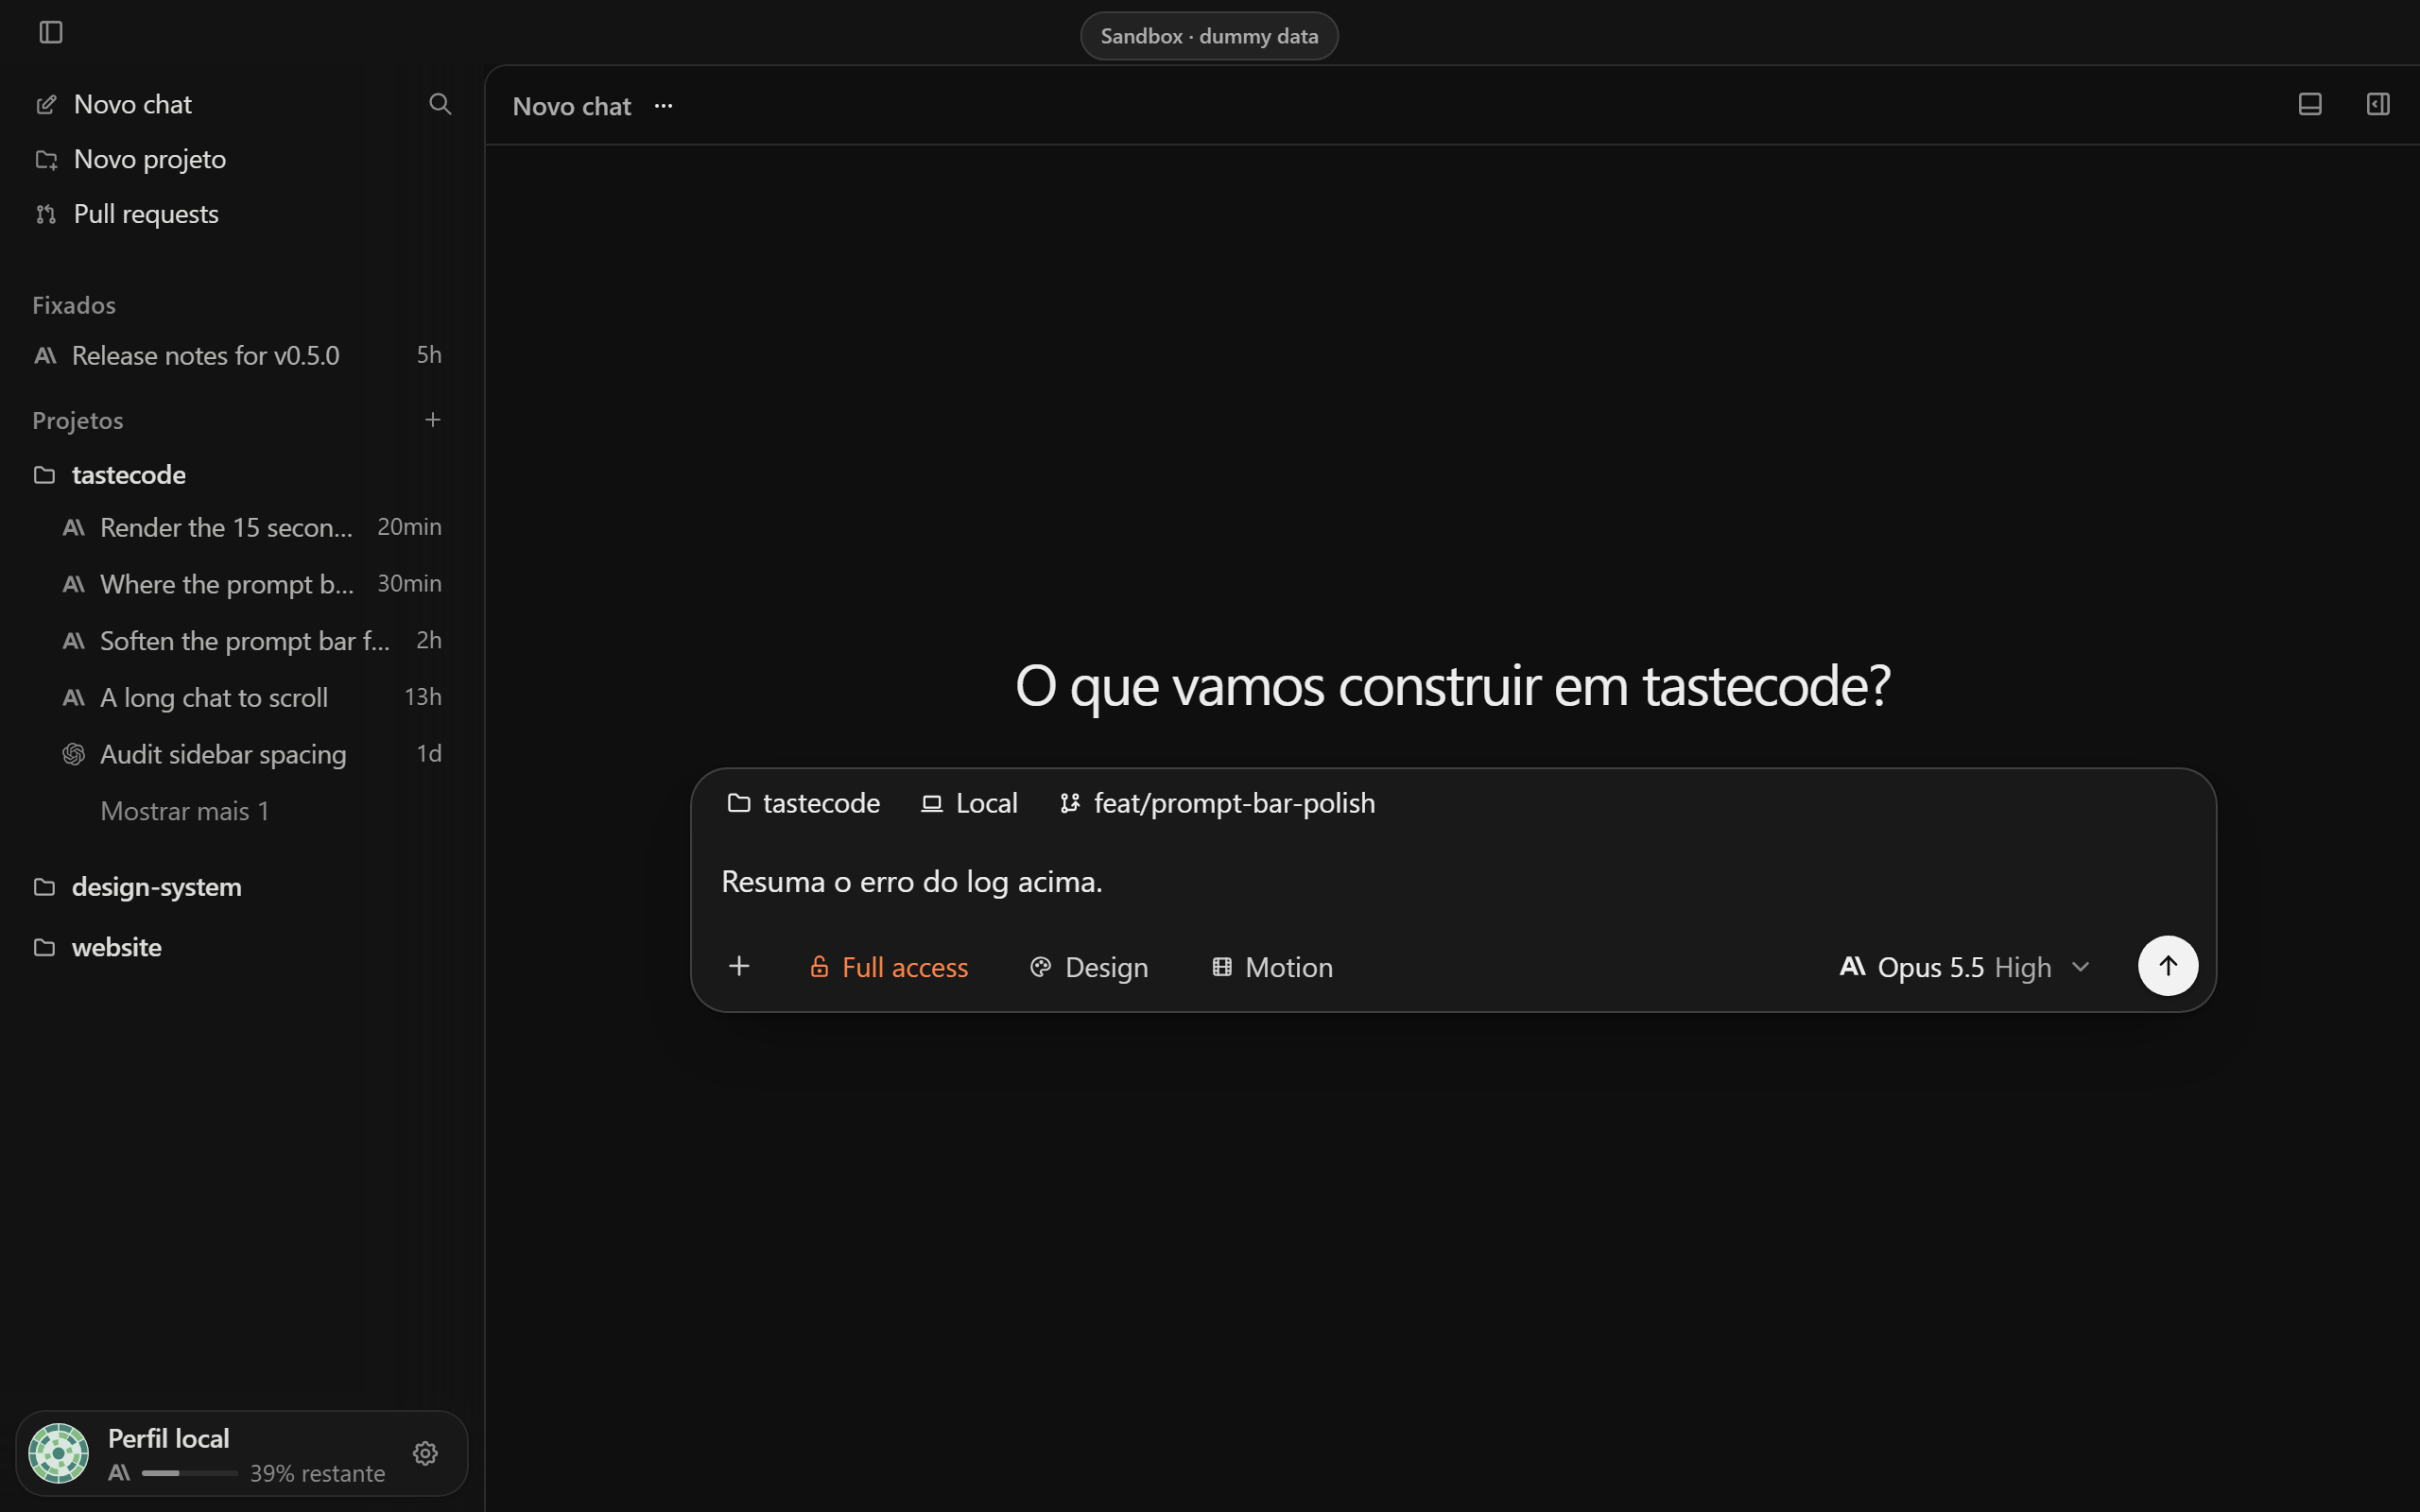 Sandbox · dummy data
Novo chat
Novo projeto
Pull requests
Fixados
Release notes for v0.5.0 5h
Projetos
tastecode
Render the 15 secon... 20min
Where the prompt b... 30min
Soften the prompt bar f... 2h
A long chat to scroll 13h
Audit sidebar spacing 1d
Mostrar mais 1
design-system
website
Perfil local
39% restante
Novo chat
O que vamos construir em tastecode?
tastecode Local feat/prompt-bar-polish
Resuma o erro do log acima.
Full access Design Motion Opus 5.5 High